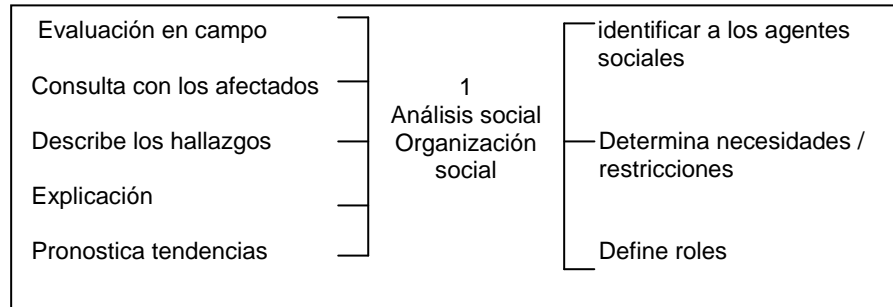 Evaluación en campo
Consulta con los afectados
Describe los hallazgos
Explicación
Pronostica tendencias
1
Análisis social
Organización
social
identificar a los agentes
sociales
Determina necesidades /
restricciones
Define roles